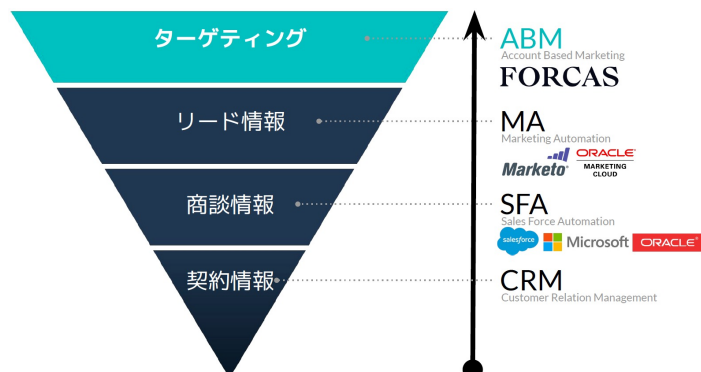 ターゲティング
ABM
Account Based Marketing
FORCAS
リード情報
MA
Marketing Automation
Marketo
ORACLE
MARKETING
CLOUD
商談情報
SFA
Sales Force Automation
salesforce
Microsoft
ORACLE
契約情報
CRM
Customer Relation Management